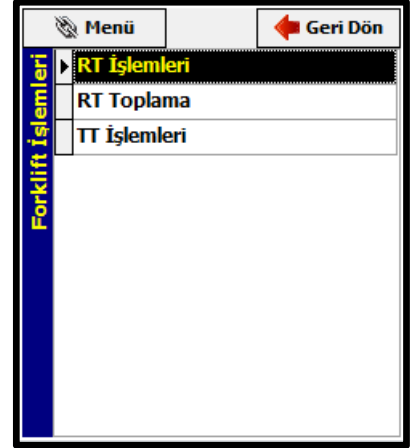 Menü
Geri Dön
Forklift İşlemleri
RT İşlemleri
RT Toplama
TT İşlemleri